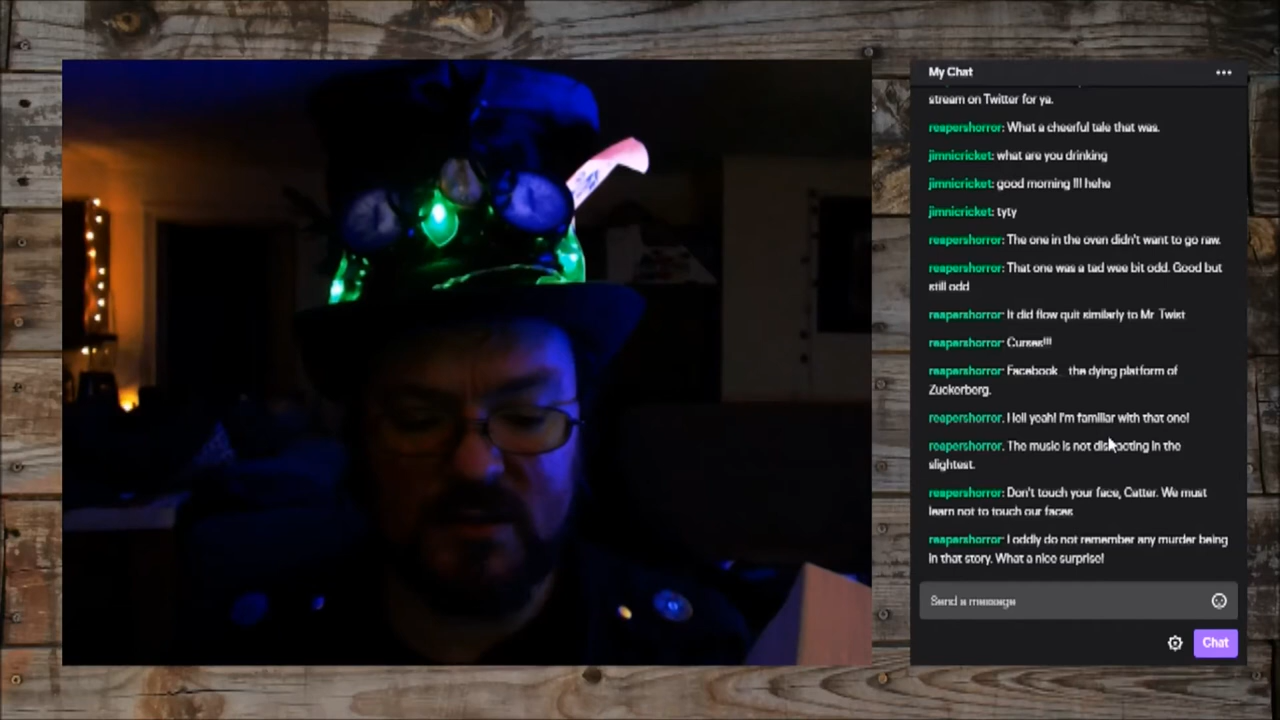 My Chat
stream on Twitter for ya.
reapershorror: What a cheerful tale that was.
jimnicricket: what are you drinking
jimnicricket: good morning !!! hehe
jimnicricket: tyty
reapershorror: The one in the oven didn't want to go raw.
reapershorror: That one was a tad wee bit odd. Good but
still odd
reapershorror: It did flow quit similarly to Mr. Twist
reapershorror: Curses!!!
reapershorror: Facebook... the dying platform of
Zuckerberg.
reapershorror: Hell yeah! I'm familiar with that one!
reapershorror: The music is not distracting in the
slightest.
reapershorror: Don't touch your face, Catter. We must
learn not to touch our faces
reapershorror: I oddly do not remember any murder being
in that story. What a nice surprise!
Send a message
Chat